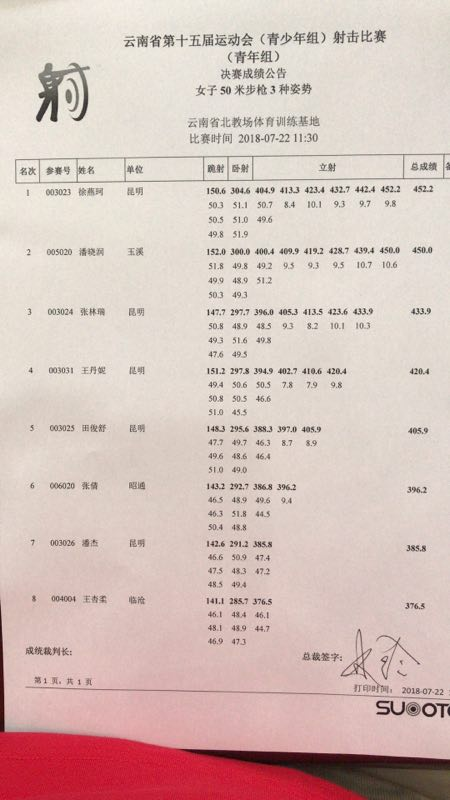 射
云南省第十五届运动会（青少年组）射击比赛
（青年组）
决赛成绩公告
女子 50 米步枪 3 种姿势
云南省北教场体育训练基地
比赛时间 2018-07-22 11:30
名次 参赛号 姓名 单位 跪射 卧射 立射 总成绩 备
1 003023 徐燕珂 昆明 150.6 304.6 404.9 413.3 423.4 432.7 442.4 452.2 452.2
50.3 51.1 50.7 8.4 10.1 9.3 9.7 9.8
50.5 51.0 49.6
49.8 51.9
2 005020 潘晓润 玉溪 152.0 300.0 400.4 409.9 419.2 428.7 439.4 450.0 450.0
51.8 49.8 49.2 9.5 9.3 9.5 10.7 10.6
49.9 48.9 51.2
50.3 49.3
3 003024 张林瑞 昆明 147.7 297.7 396.0 405.3 413.5 423.6 433.9 433.9
50.8 48.9 48.5 9.3 8.2 10.1 10.3
49.3 51.6 49.8
47.6 49.5
4 003031 王丹妮 昆明 151.2 297.8 394.9 402.7 410.6 420.4 420.4
49.4 50.6 50.5 7.8 7.9 9.8
50.8 50.5 46.6
51.0 45.5
5 003025 田俊舒 昆明 148.3 295.6 388.3 397.0 405.9 405.9
47.7 49.7 46.3 8.7 8.9
49.6 48.6 46.4
51.0 49.0
6 006020 张倩 昭通 143.2 292.7 386.8 396.2 396.2
46.5 48.9 49.6 9.4
46.3 51.8 44.5
50.4 48.8
7 003026 潘杰 昆明 142.6 291.2 385.8 385.8
46.6 50.9 47.4
47.5 48.3 47.2
48.5 49.4
8 004004 王杏柔 临沧 141.1 285.7 376.5 376.5
46.1 48.4 46.1
48.1 48.9 44.7
46.9 47.3
成统裁判长： 总裁签字：
第 1 页，共 1 页
打印时间： 2018-07-22